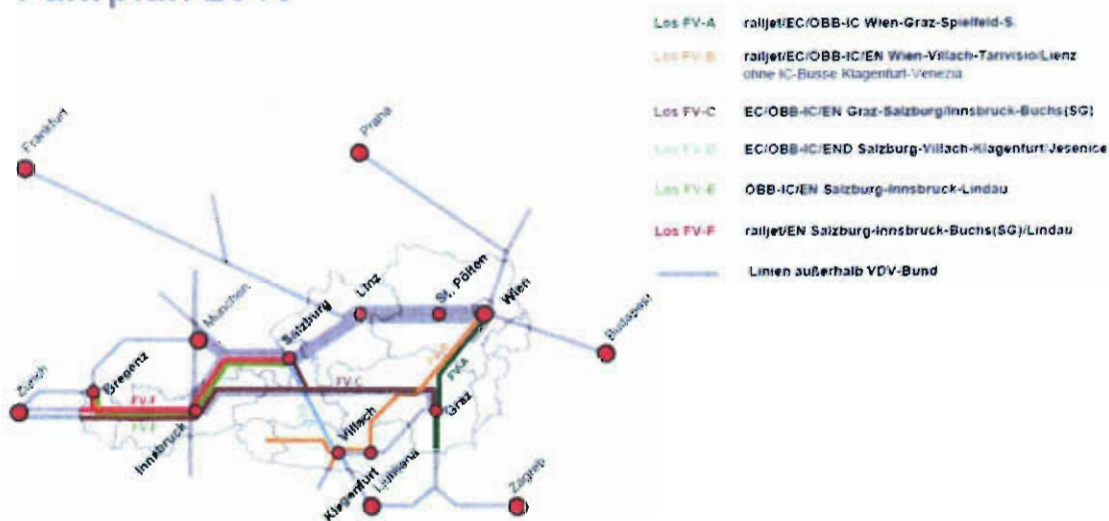 Fahrplan 2010
Los FV-A railjet/EC/ÖBB-IC Wien-Graz-Spielfeld-S.
Los FV-B railjet/EC/ÖBB-IC/EN Wien-Villach-Tarvisio/Lienz
ohne IC-Busse Klagenfurt-Venezia
Los FV-C EC/ÖBB-IC/EN Graz-Salzburg/Innsbruck-Buchs(SG)
Los FV-D EC/ÖBB-IC/END Salzburg-Villach-Klagenfurt/Jesenice
Los FV-E ÖBB-IC/EN Salzburg-Innsbruck-Lindau
Los FV-F railjet/EN Salzburg-Innsbruck-Buchs(SG)/Lindau
Linien außerhalb VDV-Bund
Frankfurt
Praha
Linz
St. Pölten
Wien
München
Salzburg
Budapest
Zürich
Bregenz
FV-B
FV-A
FV-F
FV-C
FV-E
Innsbruck
Villach
Graz
Klagenfurt
Ljubljana
Zagreb